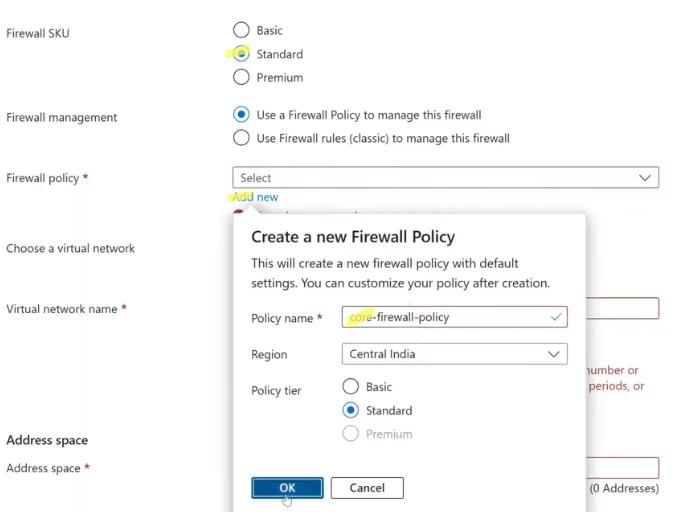 Firewall SKU
Basic
Standard
Premium
Firewall management
Use a Firewall Policy to manage this firewall
Use Firewall rules (classic) to manage this firewall
Firewall policy *
Select
Add new
Choose a virtual network
Create a new Firewall Policy
This will create a new firewall policy with default
settings. You can customize your policy after creation.
Virtual network name *
Policy name *
core-firewall-policy
Region
Central India
number or
periods, or
Policy tier
Basic
Standard
Premium
Address space
Address space *
(0 Addresses)
OK
Cancel